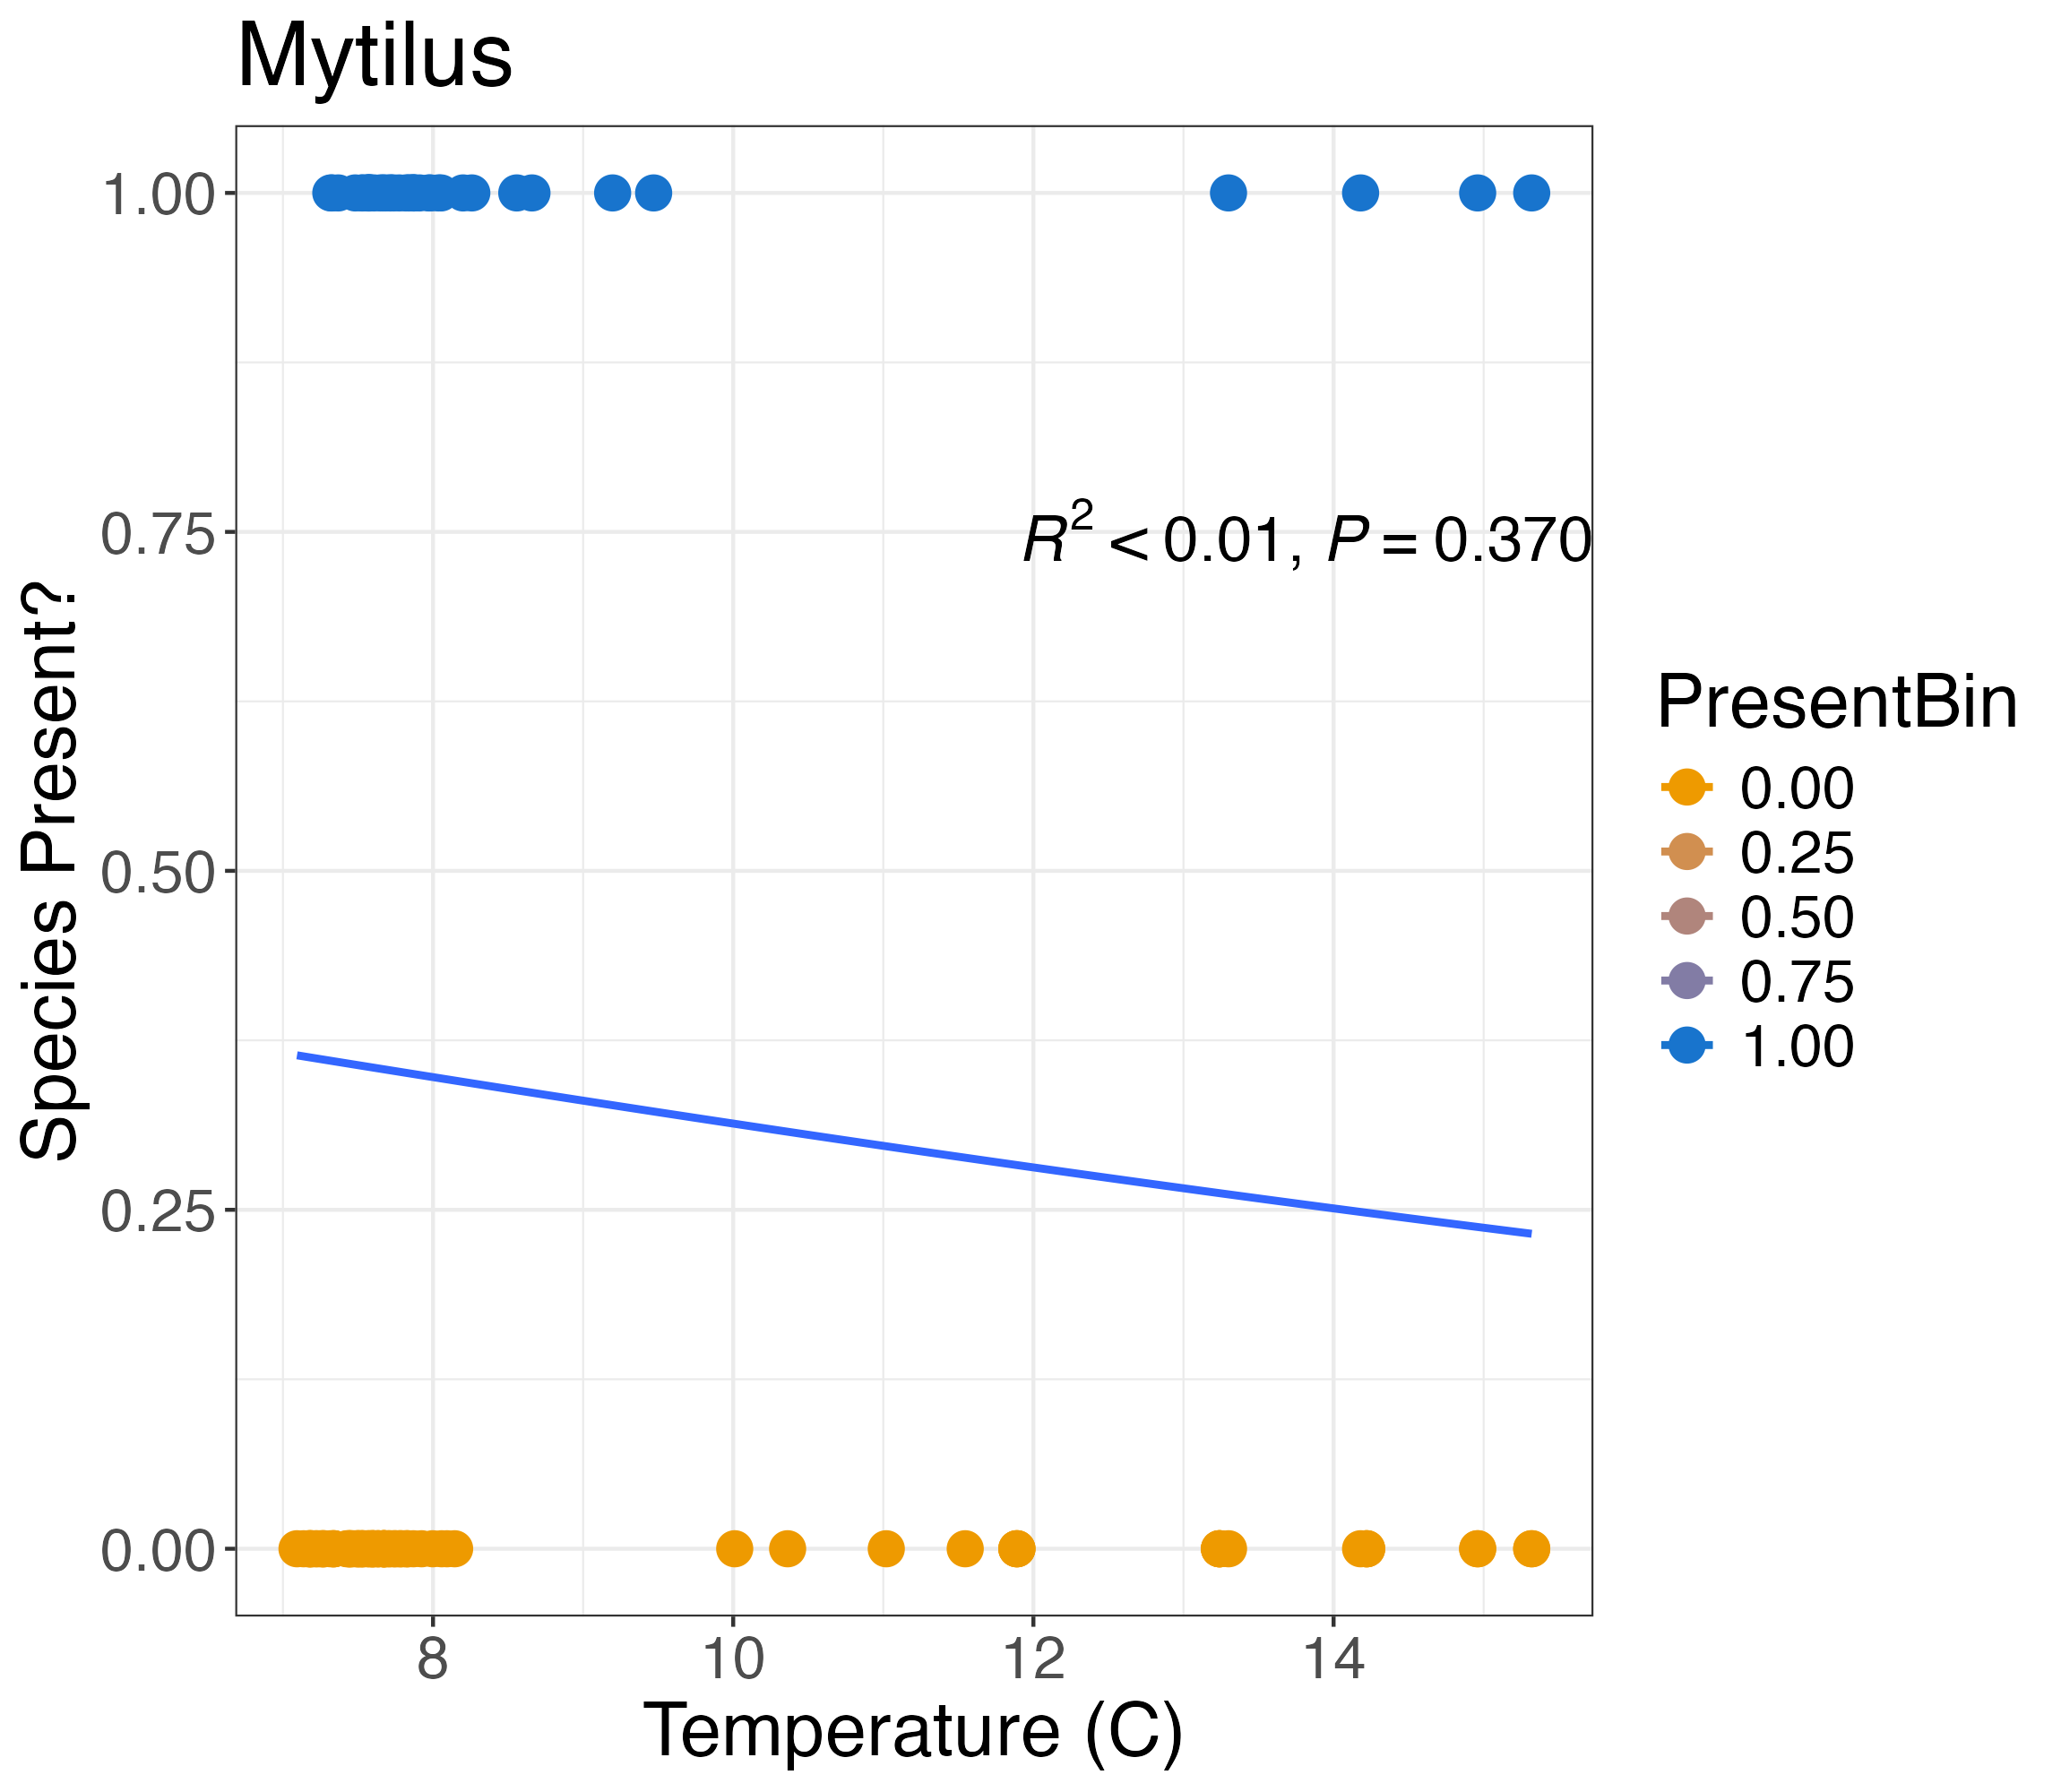 Mytilus
1.00
0.75
0.50
0.25
0.00
Species Present?
R² < 0.01, P = 0.370
8 10 12 14
Temperature (C)
PresentBin
0.00
0.25
0.50
0.75
1.00